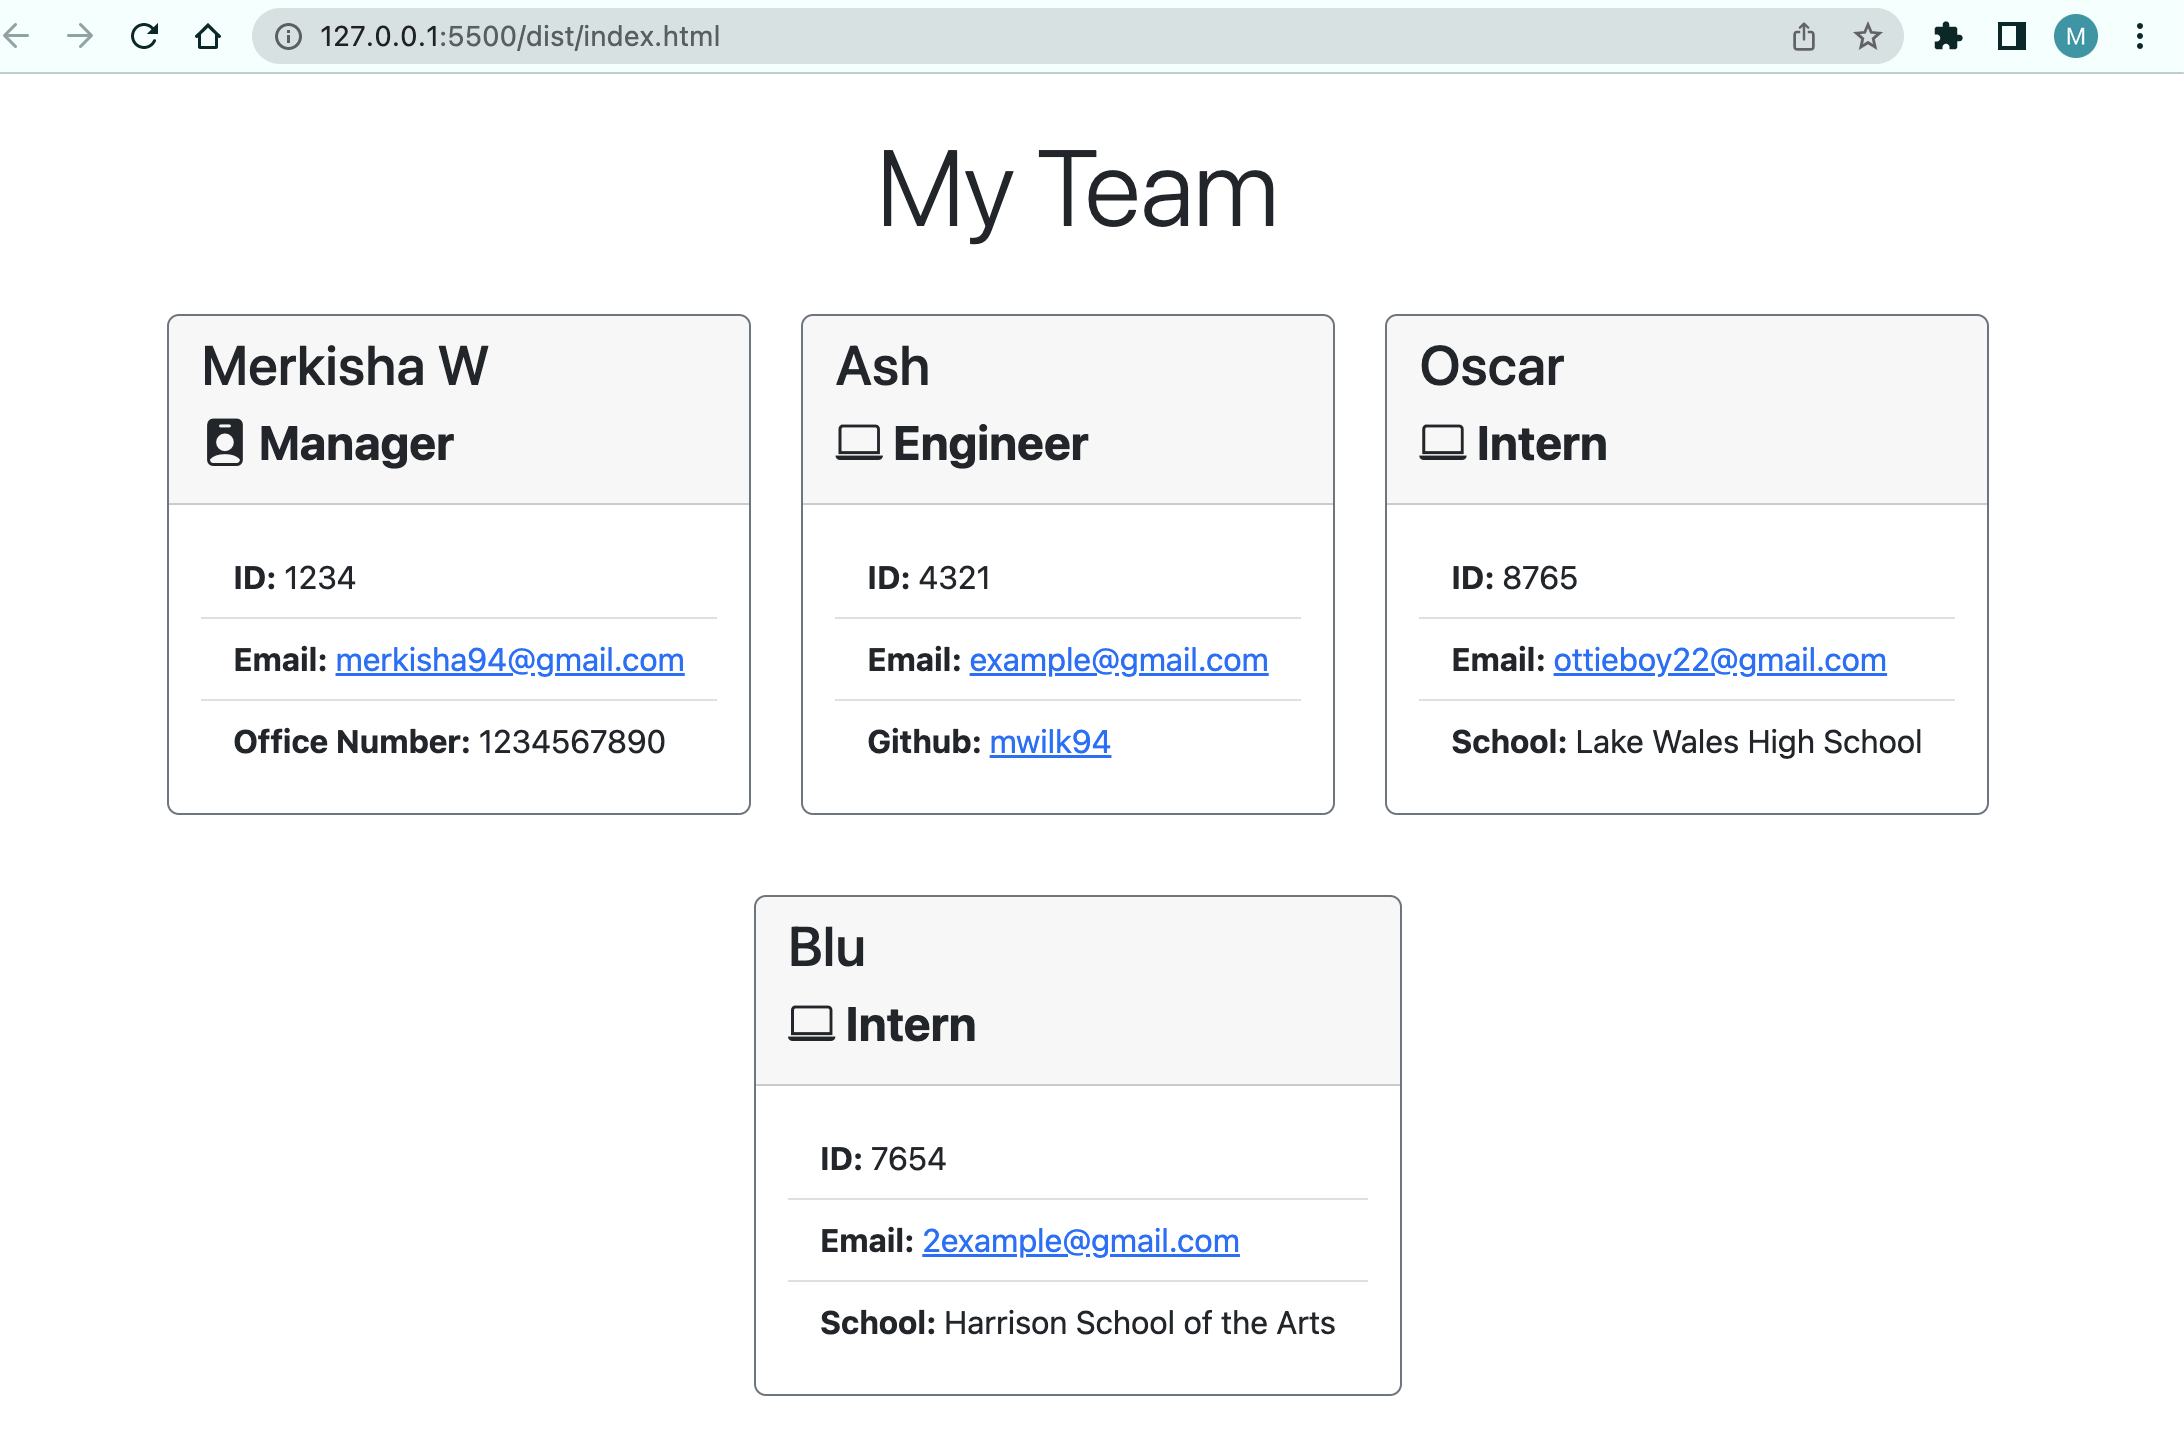 127.0.0.1:5500/dist/index.html
M
My Team
Merkisha W
Manager
ID: 1234
Email: merkisha94@gmail.com
Office Number: 1234567890
Ash
Engineer
ID: 4321
Email: example@gmail.com
Github: mwilk94
Oscar
Intern
ID: 8765
Email: ottieboy22@gmail.com
School: Lake Wales High School
Blu
Intern
ID: 7654
Email: 2example@gmail.com
School: Harrison School of the Arts